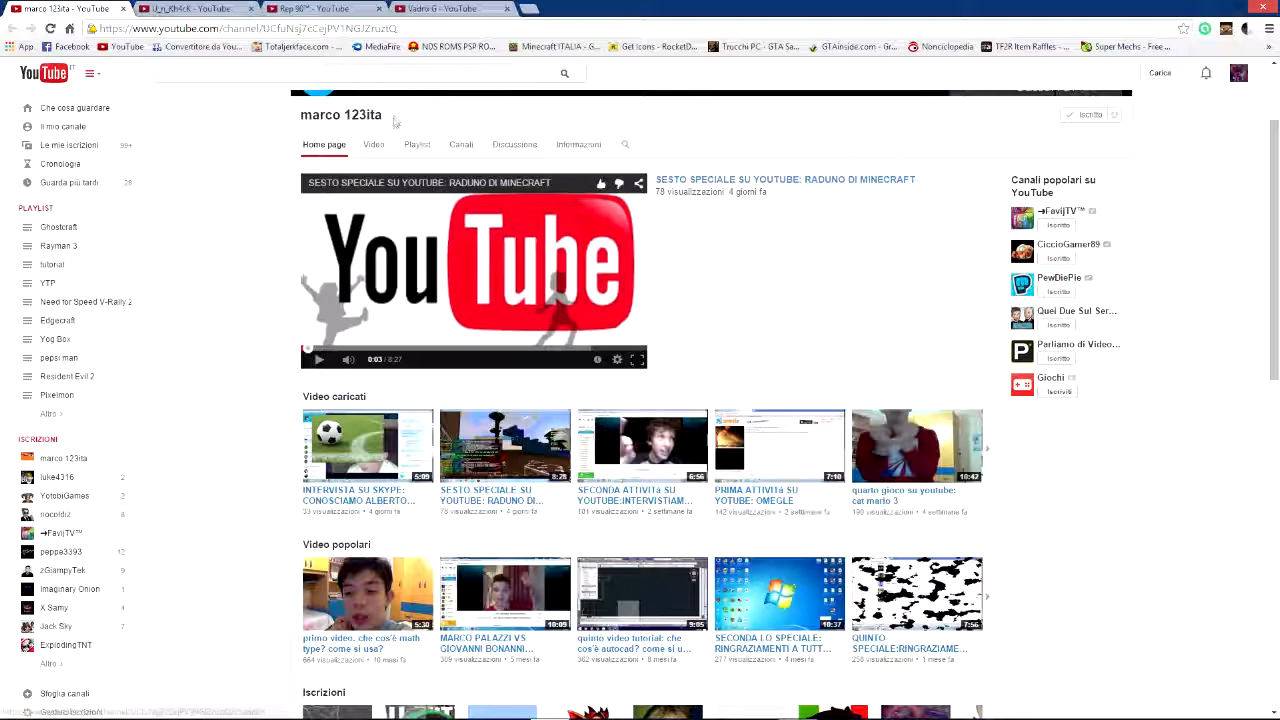 marco 123ita - YouTube
U_n_Kh4cK - YouTube
Rep 90™ - YouTube
Vadrox-G - YouTube
https://www.youtube.com/channel/
App
Facebook
YouTube
Convertitore da You...
Totaljerkface.com -
MediaFire
NDS ROMS PSP RO...
Minecraft ITALIA - G...
Get Icons - RocketD...
Trucchi PC - GTA Sa...
GTAinside.com - G...
Nonciclopedia
TF2R Item Raffles -
Super Mechs - Free...
YouTube IT
Carica
Che cosa guardare
Il mio canale
Le mie iscrizioni 99+
Cronologia
Guarda più tardi 28
PLAYLIST
Ghostcraft
Rayman 3
tutorial
YTP
Need for Speed V-Rally 2
Edgecraft
Yog Box
pepsi man
Resident Evil 2
Pixelmon
Altro ›
ISCRIZIONI
marco 123ita
luke4316 2
YoobiGames 2
nocoldiz 8
➜FavijTV™
peppe3393 12
zGiampyTek 9
Imaginary Onion 1
X Samy 4
Jack Sky 7
ExplodingTNT
Altro ›
Sfoglia canali
Gestisci iscrizioni
marco 123ita
Iscritto
Home page
Video
Playlist
Canali
Discussione
Informazioni
SESTO SPECIALE SU YOUTUBE: RADUNO DI MINECRAFT
YouTube
0:03 / 8:27
SESTO SPECIALE SU YOUTUBE: RADUNO DI MINECRAFT
78 visualizzazioni 4 giorni fa
Canali popolari su
YouTube
➜FavijTV™
Iscritto
CiccioGamer89
Iscritto
PewDiePie
Iscritto
Quei Due Sul Ser...
Iscritto
Parliamo di Video...
Iscritto
Giochi
Iscriviti
Video caricati
5:09
8:28
6:56
7:10
10:42
INTERVISTA SU SKYPE:
CONOSCIAMO ALBERTO...
33 visualizzazioni • 4 giorni fa
SESTO SPECIALE SU
YOUTUBE: RADUNO DI...
78 visualizzazioni • 4 giorni fa
SECONDA ATTIVITá SU
YOUTUBE:INTERVISTIAM...
101 visualizzazioni • 2 settimane fa
PRIMA ATTIVITá SU
YOTUBE: OMEGLE
142 visualizzazioni • 2 settimane fa
quarto gioco su youtube:
cat mario 3
190 visualizzazioni • 4 settimane fa
Video popolari
5:30
10:09
9:05
10:37
7:56
primo video. che cos'è math
type? come si usa?
664 visualizzazioni • 10 mesi fa
MARCO PALAZZI VS
GIOVANNI BONANNI...
309 visualizzazioni • 5 mesi fa
quinto video tutorial: che
cos'è autocad? come si u...
302 visualizzazioni • 8 mesi fa
SECONDA LO SPECIALE:
RINGRAZIAMENTI A TUTT...
277 visualizzazioni • 4 mesi fa
QUINTO
SPECIALE:RINGRAZIAME...
258 visualizzazioni • 1 mese fa
Iscrizioni